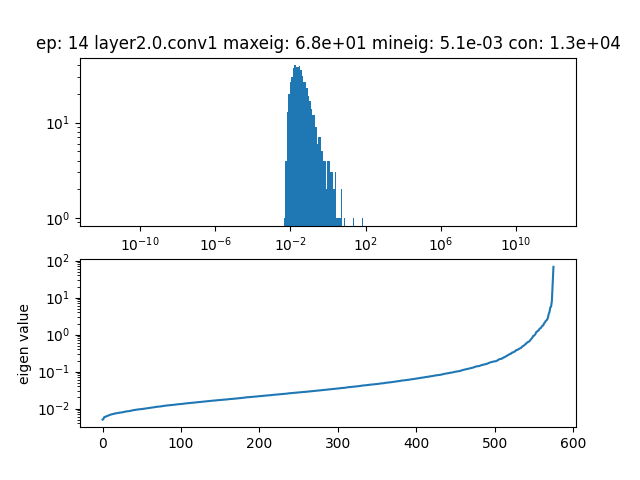 ep: 14 layer2.0.conv1 maxeig: 6.8e+01 mineig: 5.1e-03 con: 1.3e+04
10¹
10⁰
10⁻¹⁰ 10⁻⁶ 10⁻² 10² 10⁶ 10¹⁰
eigen value
10²
10¹
10⁰
10⁻¹
10⁻²
0 100 200 300 400 500 600